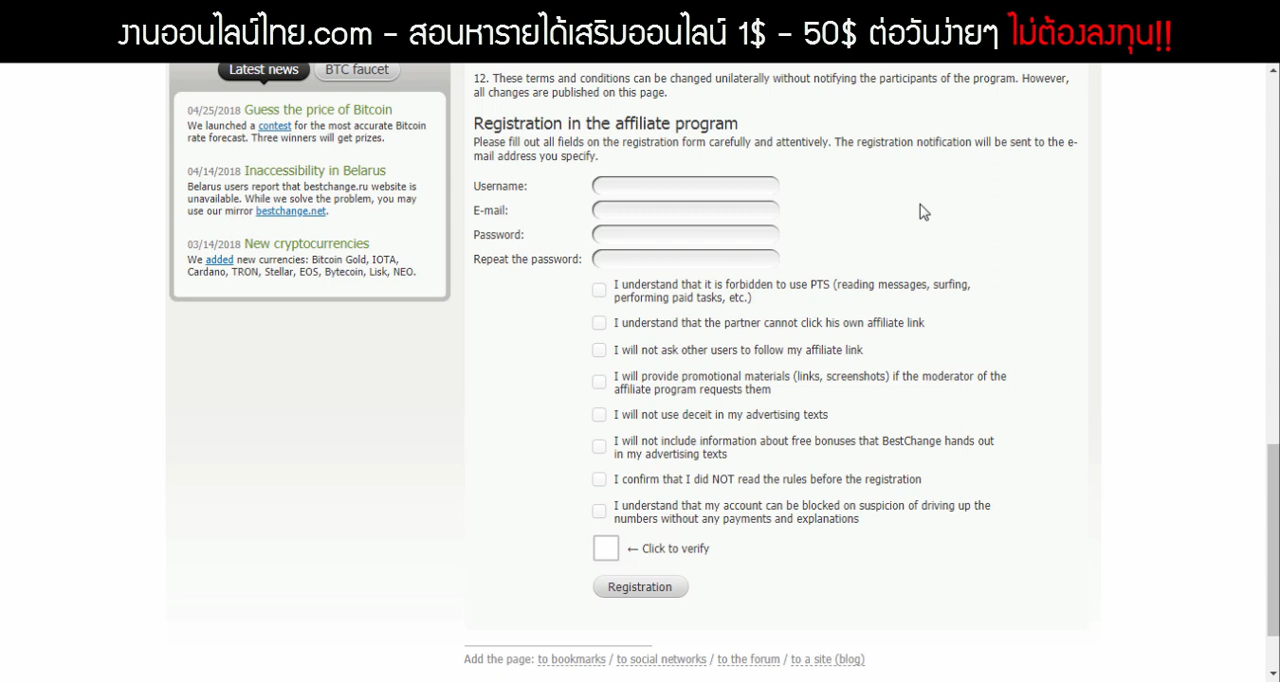 งานออนไลน์ไทย.com - สอนหารายได้เสริมออนไลน์ 1$ - 50$ ต่อวันง่ายๆ ไม่ต้องลงทุน!!
Latest news
BTC faucet
04/25/2018 Guess the price of Bitcoin
We launched a contest for the most accurate Bitcoin
rate forecast. Three winners will get prizes.
04/14/2018 Inaccessibility in Belarus
Belarus users report that bestchange.ru website is
unavailable. While we solve the problem, you may
use our mirror bestchange.net.
03/14/2018 New cryptocurrencies
We added new currencies: Bitcoin Gold, IOTA,
Cardano, TRON, Stellar, EOS, Bytecoin, Lisk, NEO.
12. These terms and conditions can be changed unilaterally without notifying the participants of the program. However,
all changes are published on this page.
Registration in the affiliate program
Please fill out all fields on the registration form carefully and attentively. The registration notification will be sent to the e-
mail address you specify.
Username:
E-mail:
Password:
Repeat the password:
I understand that it is forbidden to use PTS (reading messages, surfing,
performing paid tasks, etc.)
I understand that the partner cannot click his own affiliate link
I will not ask other users to follow my affiliate link
I will provide promotional materials (links, screenshots) if the moderator of the
affiliate program requests them
I will not use deceit in my advertising texts
I will not include information about free bonuses that BestChange hands out
in my advertising texts
I confirm that I did NOT read the rules before the registration
I understand that my account can be blocked on suspicion of driving up the
numbers without any payments and explanations
← Click to verify
Registration
Add the page: to bookmarks / to social networks / to the forum / to a site (blog)